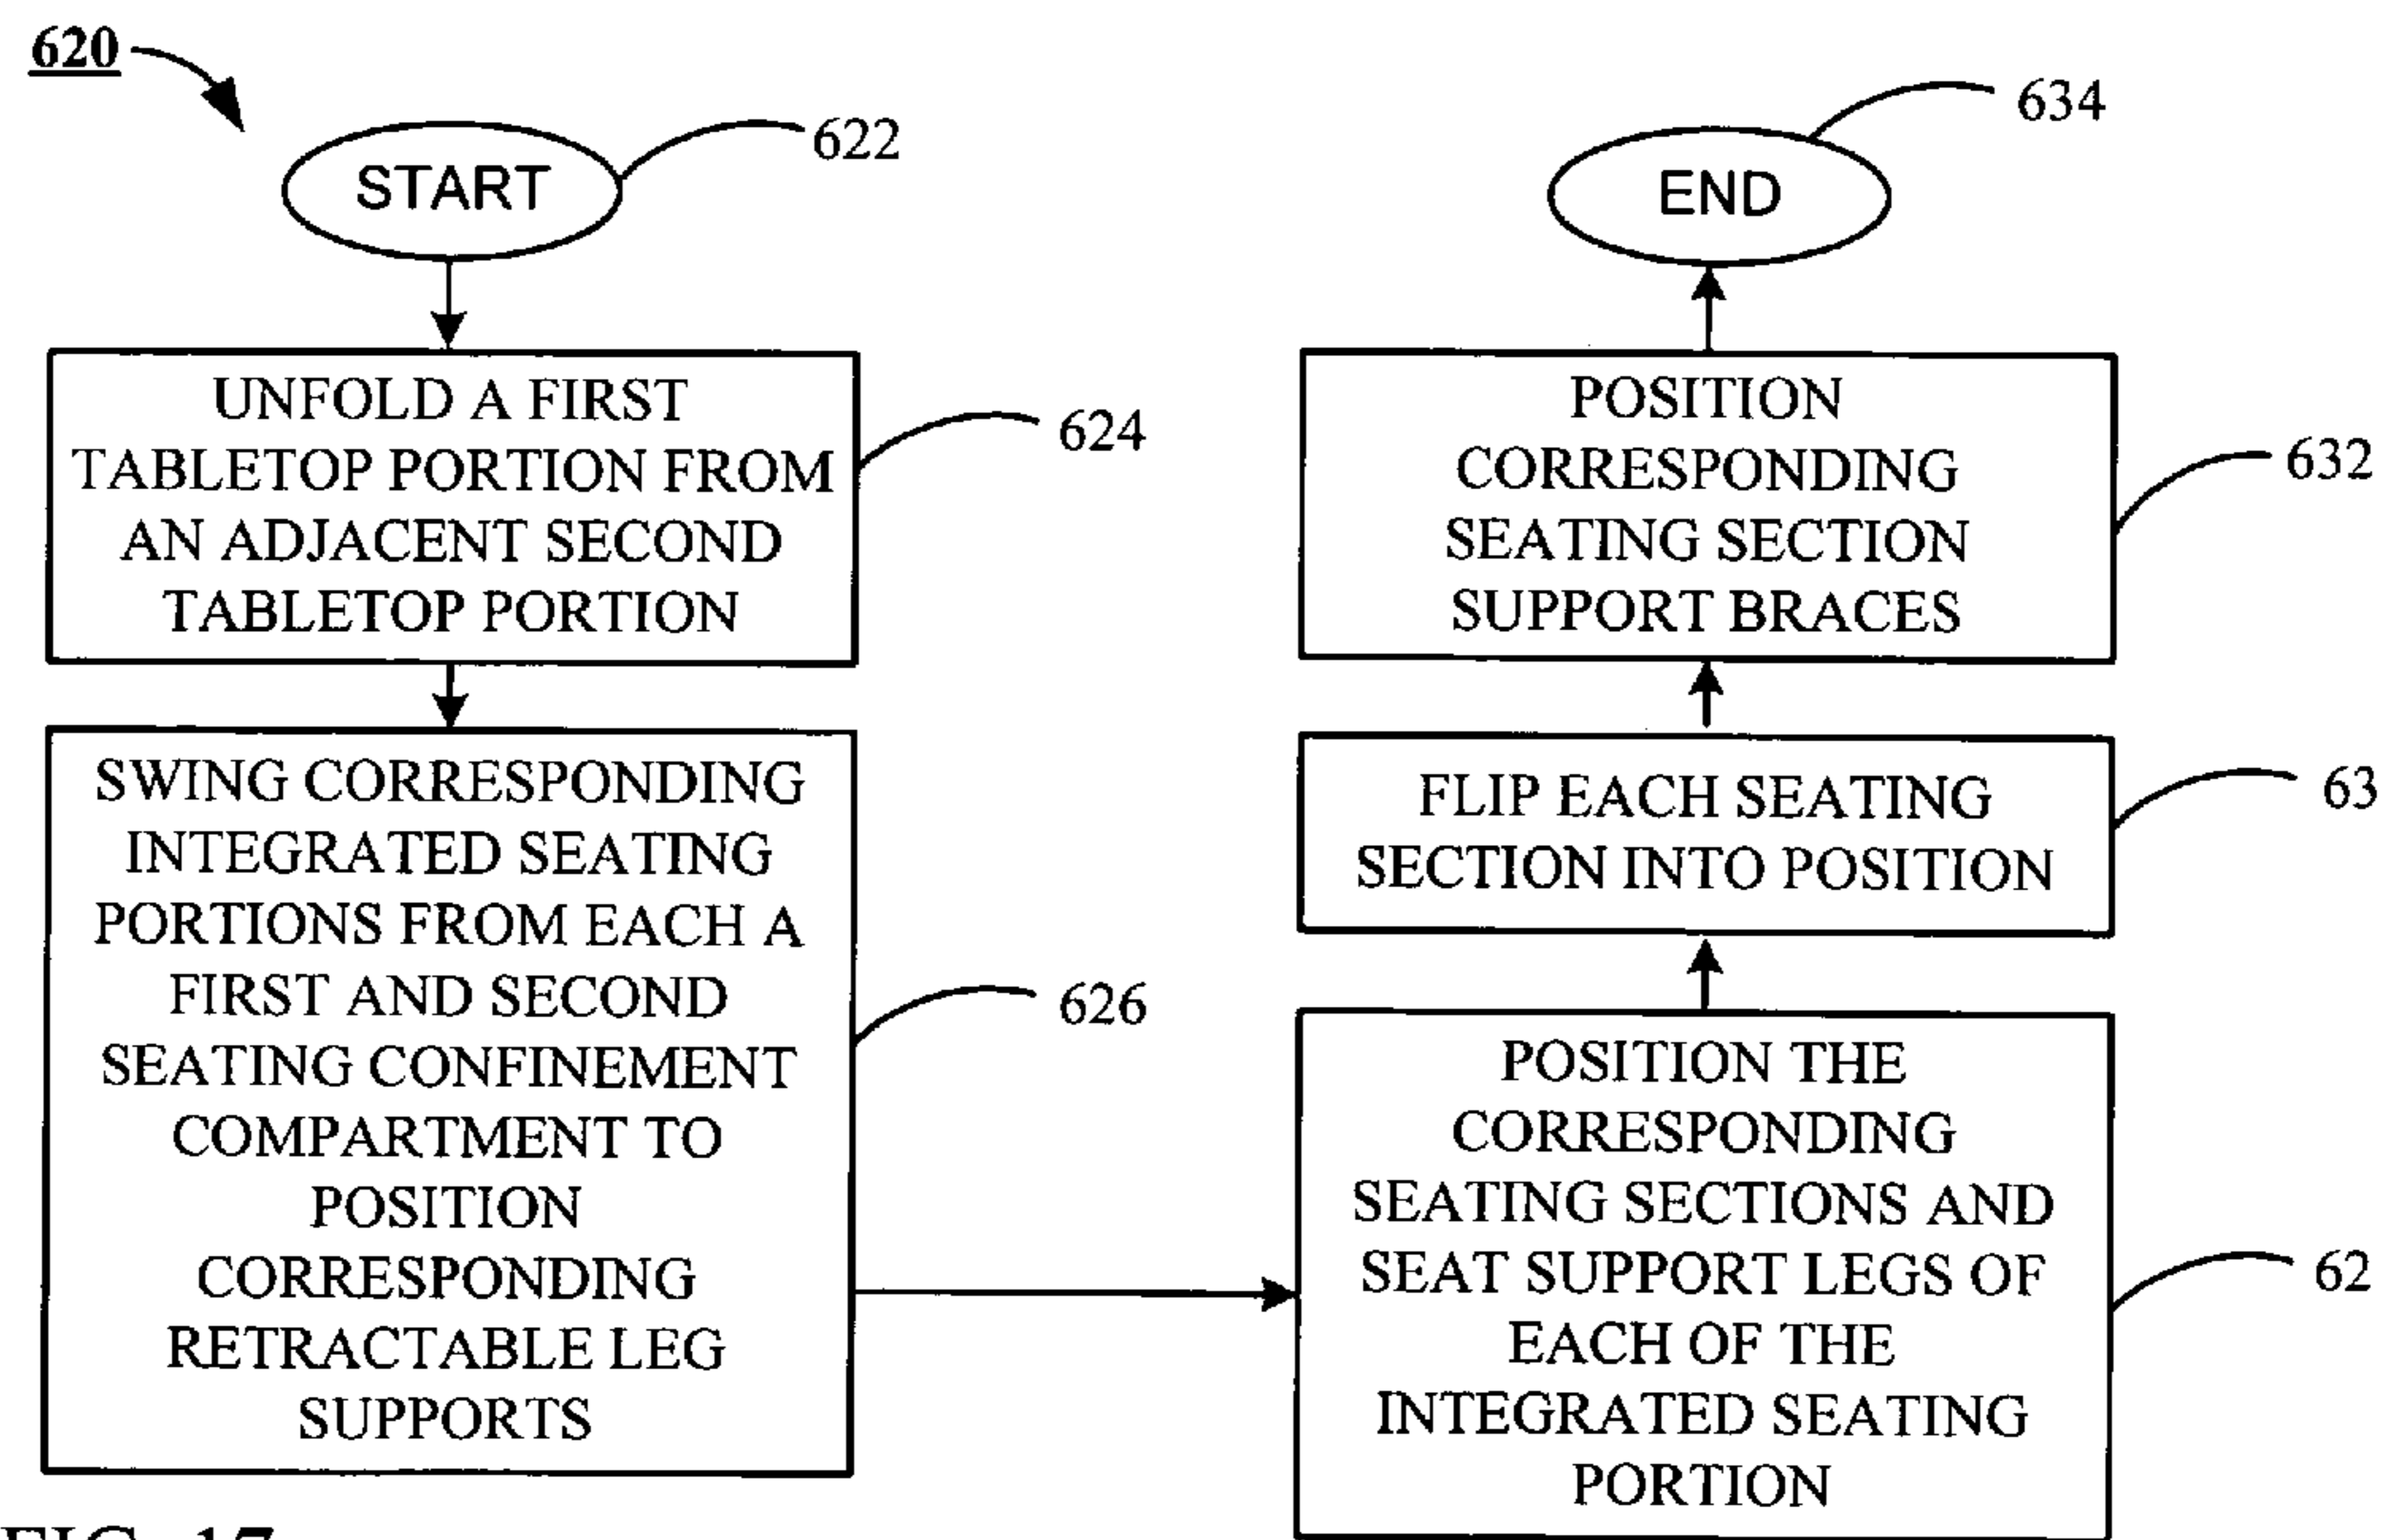 620
START
622
UNFOLD A FIRST
TABLETOP PORTION FROM
AN ADJACENT SECOND
TABLETOP PORTION
624
SWING CORRESPONDING
INTEGRATED SEATING
PORTIONS FROM EACH A
FIRST AND SECOND
SEATING CONFINEMENT
COMPARTMENT TO
POSITION
CORRESPONDING
RETRACTABLE LEG
SUPPORTS
626
POSITION THE
CORRESPONDING
SEATING SECTIONS AND
SEAT SUPPORT LEGS OF
EACH OF THE
INTEGRATED SEATING
PORTION
62
FLIP EACH SEATING
SECTION INTO POSITION
63
POSITION
CORRESPONDING
SEATING SECTION
SUPPORT BRACES
632
END
634
FIG. 17